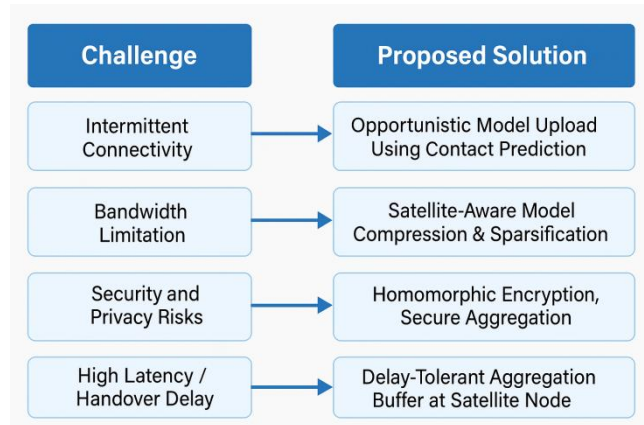 Challenge
Proposed Solution
Intermittent
Connectivity
Opportunistic Model Upload
Using Contact Prediction
Bandwidth
Limitation
Satellite-Aware Model
Compression & Sparsification
Security and
Privacy Risks
Homomorphic Encryption,
Secure Aggregation
High Latency /
Handover Delay
Delay-Tolerant Aggregation
Buffer at Satellite Node